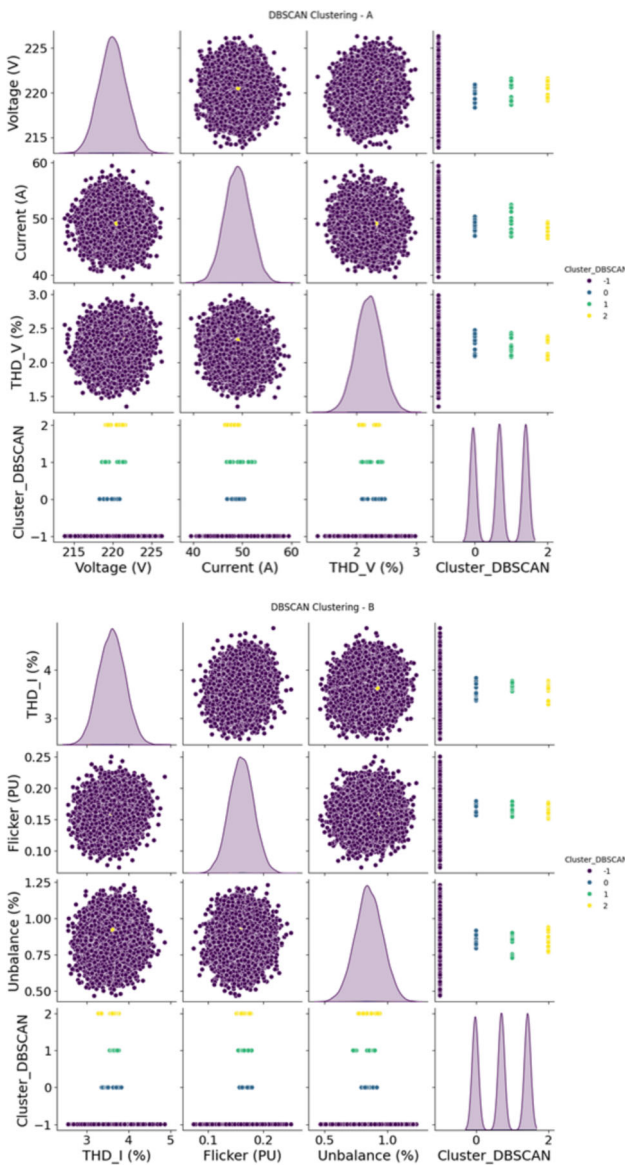 DBSCAN Clustering - A
Voltage (V)
225
220
215
Current (A)
60
50
40
THD_V (%)
3.0
2.5
2.0
1.5
Cluster_DBSCAN
2
1
0
−1
Cluster_DBSCAN
-1
0
1
2
215 220 225
40 50 60
1 2 3
0 2
Voltage (V) Current (A) THD_V (%) Cluster_DBSCAN
DBSCAN Clustering - B
THD_I (%)
4
3
Flicker (PU)
0.25
0.20
0.15
0.10
Unbalance (%)
1.25
1.00
0.75
0.50
Cluster_DBSCAN
2
1
0
−1
Cluster_DBSCAN
-1
0
1
2
3 4 5
0.1 0.2
0.5 1.0
0 2
THD_I (%) Flicker (PU) Unbalance (%) Cluster_DBSCAN